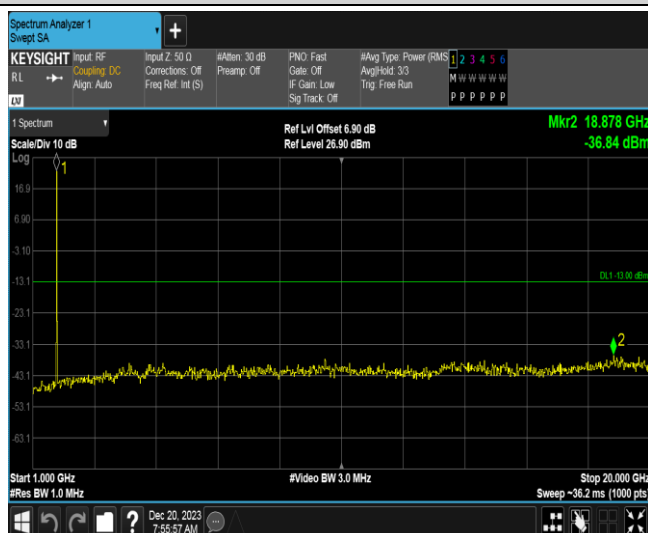 Spectrum Analyzer 1
Swept SA
+
KEYSIGHT
RL
LXI
Input: RF
Coupling: DC
Align: Auto
Input Z: 50 Ω
Corrections: Off
Freq Ref: Int (S)
#Atten: 30 dB
Preamp: Off
PNO: Fast
Gate: Off
IF Gain: Low
Sig Track: Off
#Avg Type: Power (RMS
Avg|Hold: 3/3
Trig: Free Run
1 2 3 4 5 6
M W W W W W
P P P P P P
1 Spectrum
Scale/Div 10 dB
Log
Ref Lvl Offset 6.90 dB
Ref Level 26.90 dBm
Mkr2 18.878 GHz
-36.84 dBm
1
16.9
6.90
-3.10
-13.1
DL1 -13.00 dBm
-23.1
-33.1
2
-43.1
-53.1
-63.1
Start 1.000 GHz
#Video BW 3.0 MHz
Stop 20.000 GHz
#Res BW 1.0 MHz
Sweep ~36.2 ms (1000 pts)
?
Dec 20, 2023
7:55:57 AM